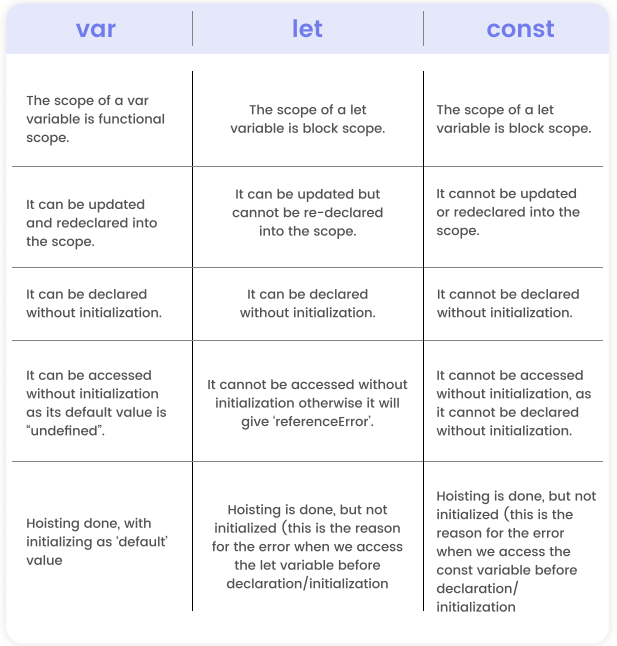 var
let
const
The scope of a var
variable is functional
scope.
The scope of a let
variable is block scope.
The scope of a let
variable is block scope.
It can be updated
and redeclared into
the scope.
It can be updated but
cannot be re-declared
into the scope.
It cannot be updated
or redeclared into the
scope.
It can be declared
without initialization.
It can be declared
without initialization.
It cannot be declared
without initialization.
It can be accessed
without initialization
as its default value is
“undefined”.
It cannot be accessed without
initialization otherwise it will
give 'referenceError'.
It cannot be accessed
without initialization, as
it cannot be declared
without initialization.
Hoisting done, with
initializing as 'default'
value
Hoisting is done, but not
initialized (this is the reason
for the error when we access
the let variable before
declaration/initialization
Hoisting is done, but not
initialized (this is the
reason for the error
when we access the
const variable before
declaration/
initialization